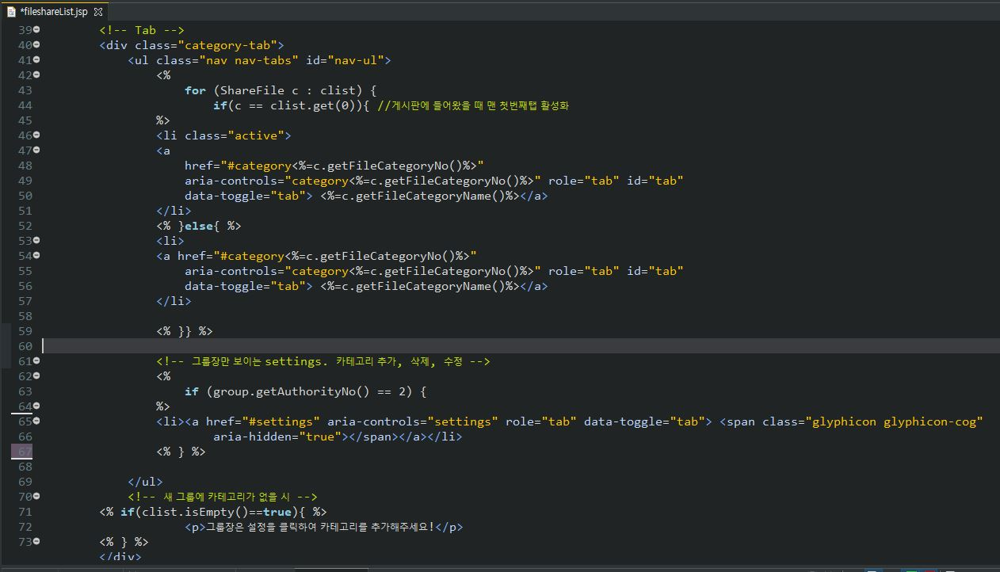 *fileshareList.jsp
39 <!-- Tab -->
40 <div class="category-tab">
41 <ul class="nav nav-tabs" id="nav-ul">
42 <%
43 for (ShareFile c : clist) {
44 if(c == clist.get(0)){ //게시판에 들어왔을 때 맨 첫번째탭 활성화
45 %>
46 <li class="active">
47 <a
48 href="#category<%=c.getFileCategoryNo()%>"
49 aria-controls="category<%=c.getFileCategoryNo()%>" role="tab" id="tab"
50 data-toggle="tab"> <%=c.getFileCategoryName()%></a>
51 </li>
52 <% }else{ %>
53 <li>
54 <a href="#category<%=c.getFileCategoryNo()%>"
55 aria-controls="category<%=c.getFileCategoryNo()%>" role="tab" id="tab"
56 data-toggle="tab"> <%=c.getFileCategoryName()%></a>
57 </li>
58
59 <% }} %>
60
61 <!-- 그룹장만 보이는 settings. 카테고리 추가, 삭제, 수정 -->
62 <%
63 if (group.getAuthorityNo() == 2) {
64 %>
65 <li><a href="#settings" aria-controls="settings" role="tab" data-toggle="tab"> <span class="glyphicon glyphicon-cog"
66 aria-hidden="true"></span></a></li>
67 <% } %>
68
69 </ul>
70 <!-- 새 그룹에 카테고리가 없을 시 -->
71 <% if(clist.isEmpty()==true){ %>
72 <p>그룹장은 설정을 클릭하여 카테고리를 추가해주세요!</p>
73 <% } %>
</div>